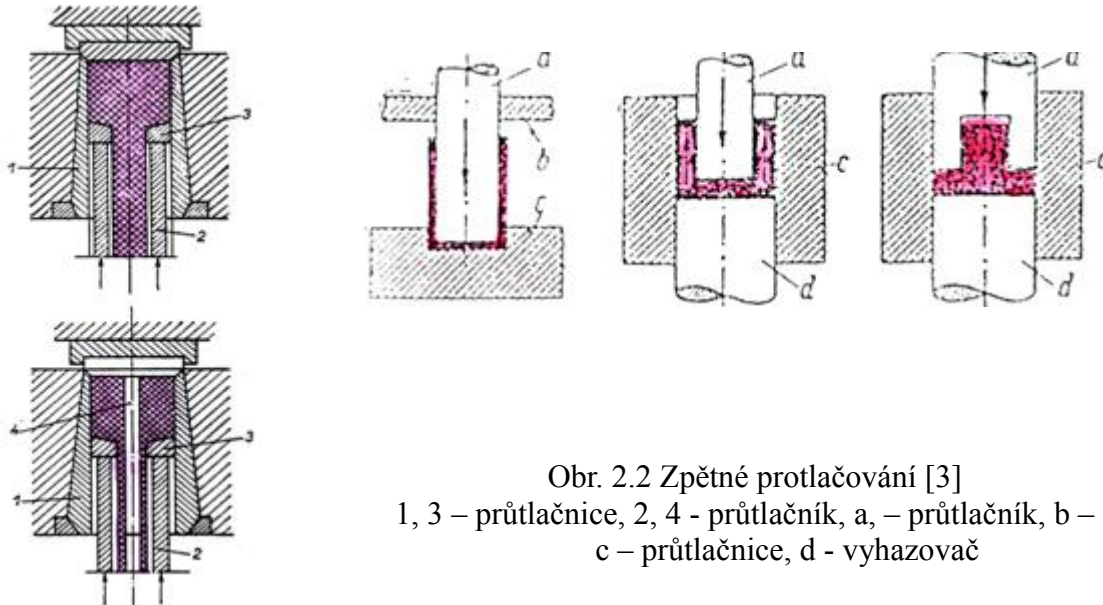 a
a
a
3
1
b
c
c
2
d
d
4
3
1
2
Obr. 2.2 Zpětné protlačování [3]
1, 3 – průtlačnice, 2, 4 - průtlačník, a, – průtlačník, b –
c – průtlačnice, d - vyhazovač